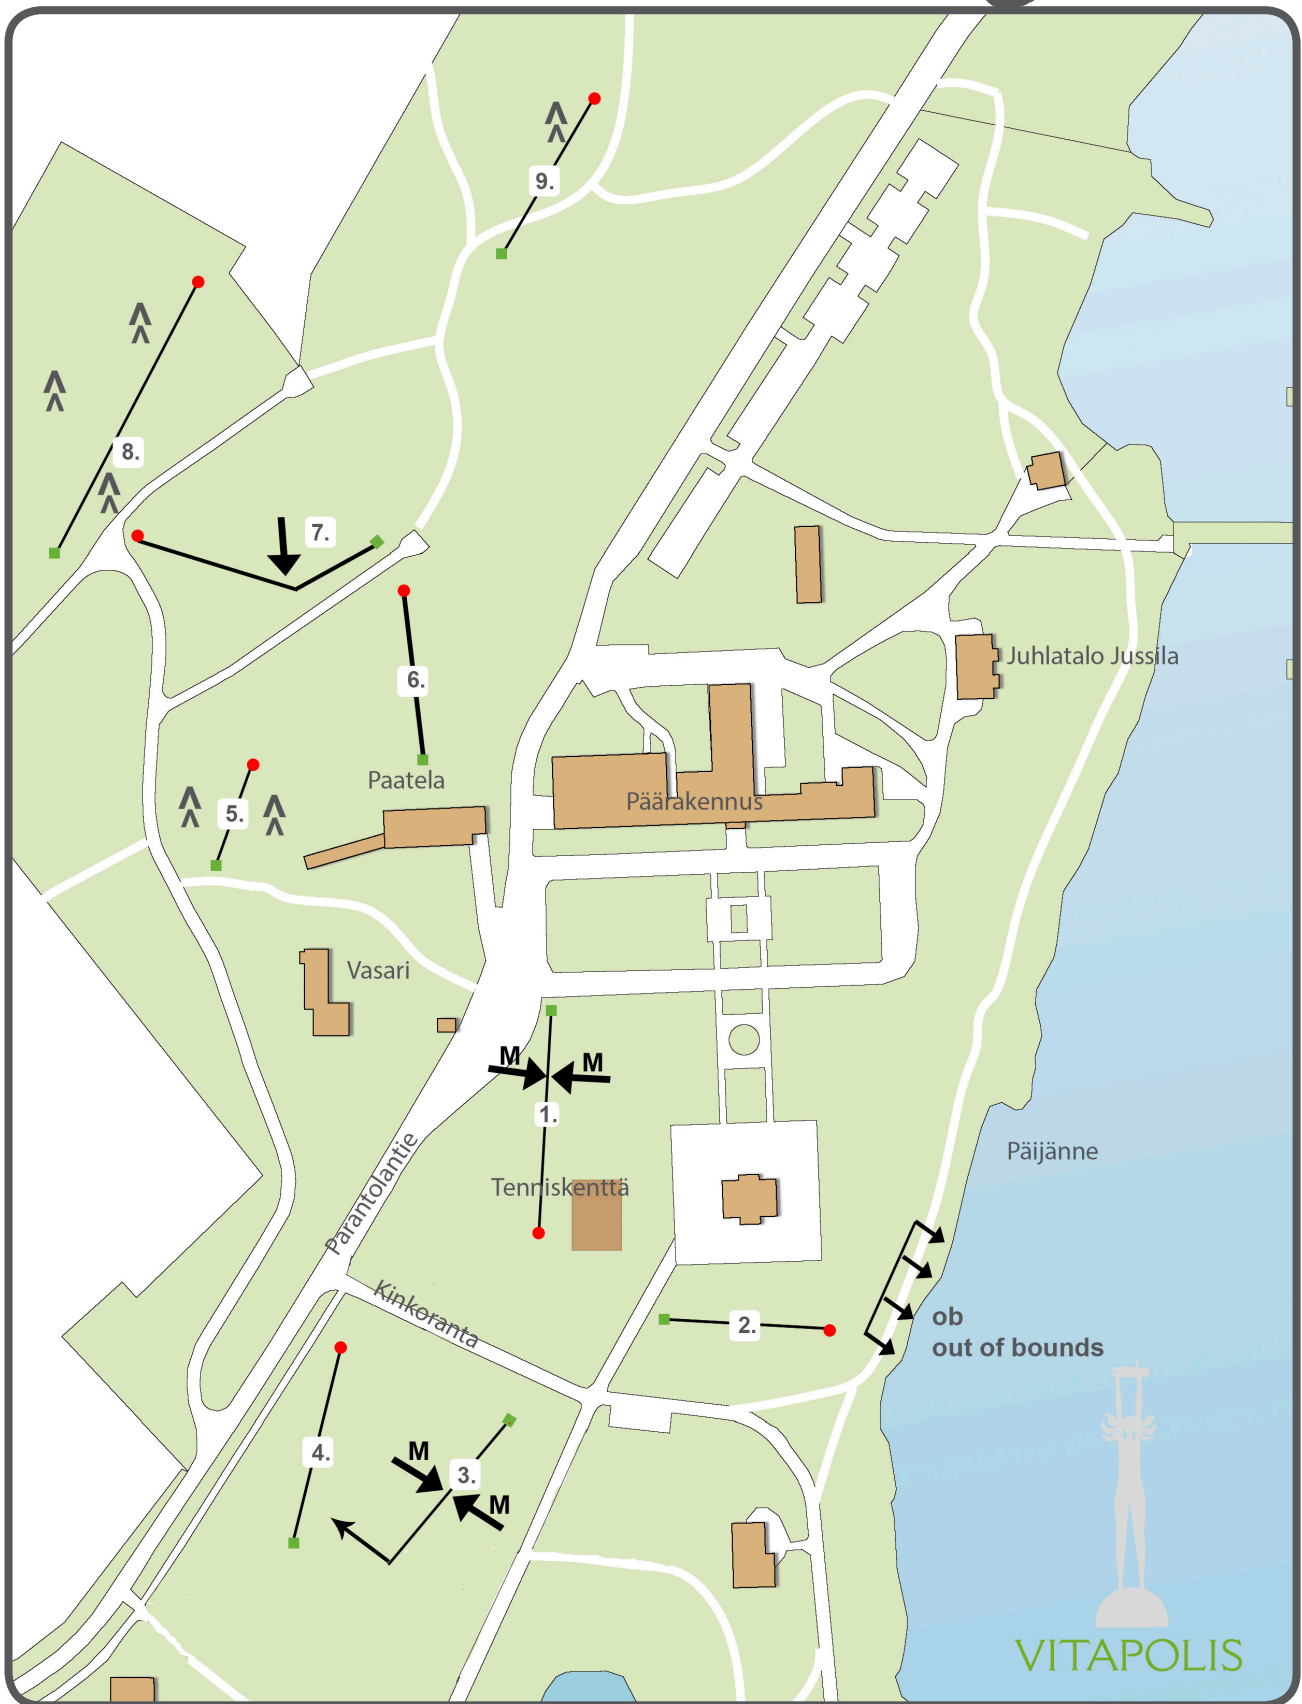 9.
8.
7.
6.
Juhlatalo Jussila
Paatela
5.
Päärakennus
Vasari
M
M
1.
Parantolantie
Tenniskenttä
Päijänne
Kinkoranta
2.
ob
out of bounds
4.
M
3.
M
VITAPOLIS